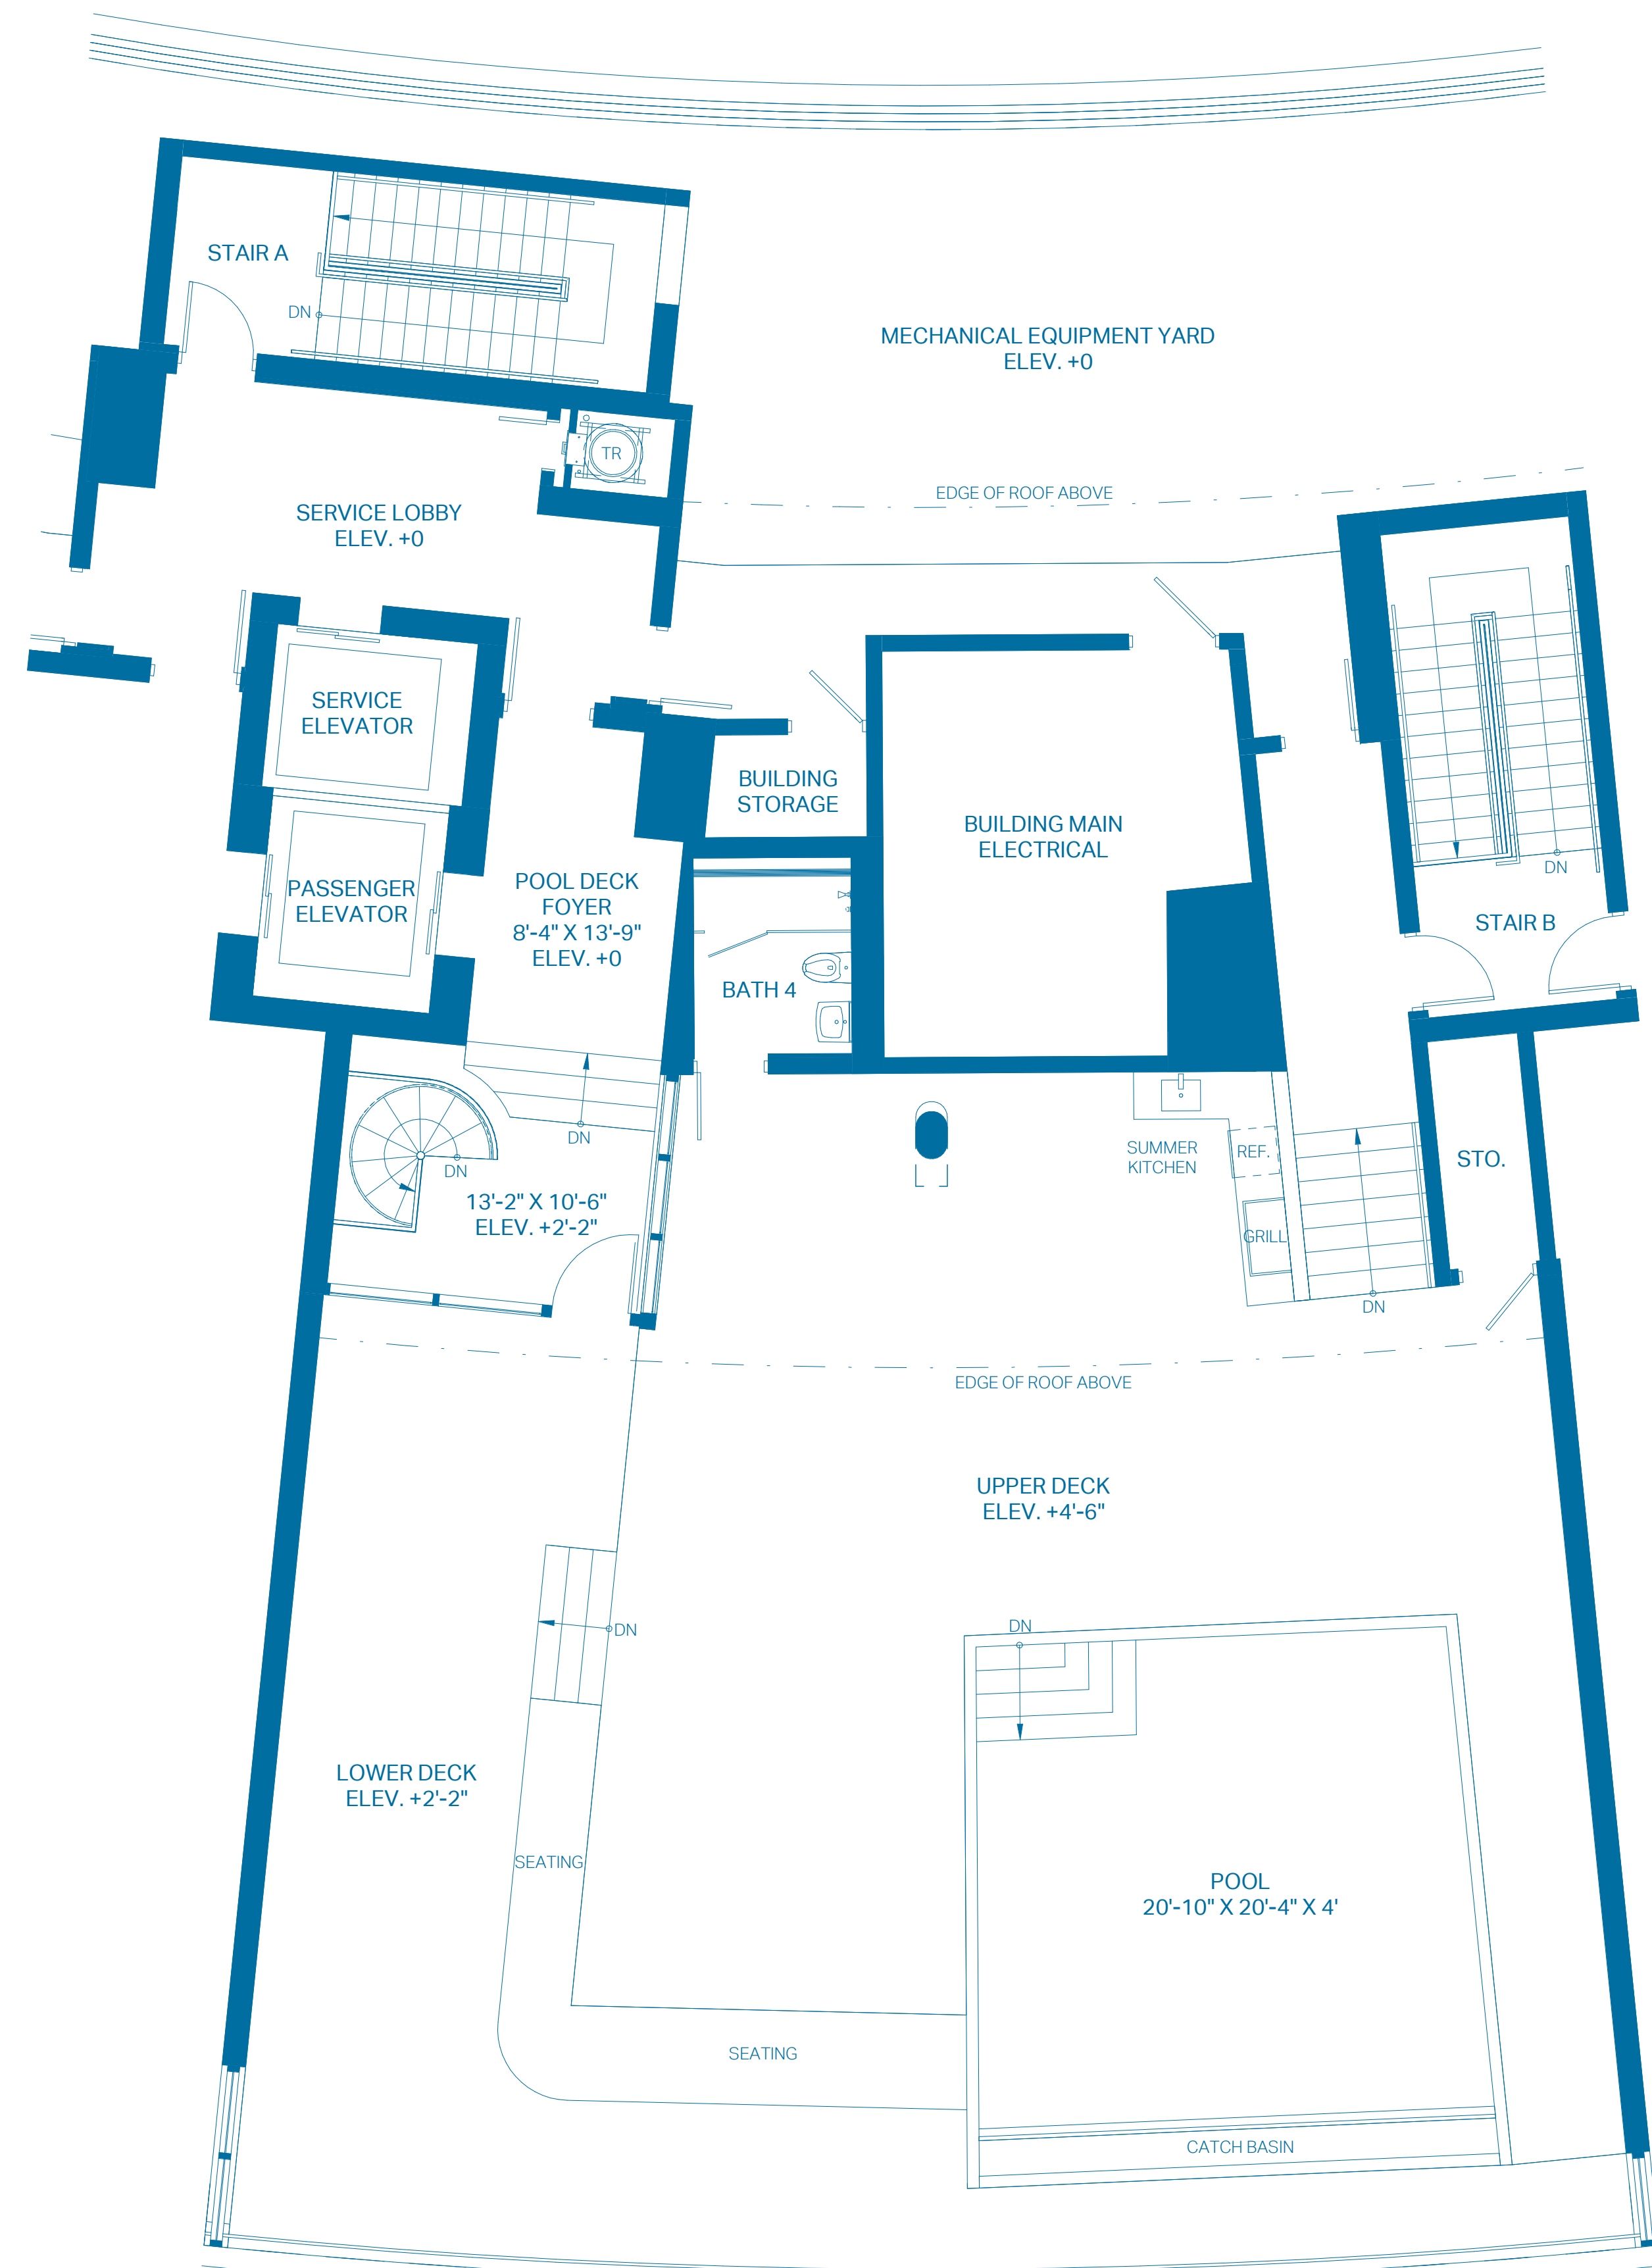 STAIR A
DN
MECHANICAL EQUIPMENT YARD
ELEV. +0
TR
EDGE OF ROOF ABOVE
SERVICE LOBBY
ELEV. +0
SERVICE
ELEVATOR
BUILDING
STORAGE
BUILDING MAIN
ELECTRICAL
DN
PASSENGER
ELEVATOR
POOL DECK
FOYER
8'-4" X 13'-9"
ELEV. +0
STAIR B
BATH 4
DN
SUMMER
KITCHEN
REF.
STO.
DN
13'-2" X 10'-6"
ELEV. +2'-2"
GRILL
DN
EDGE OF ROOF ABOVE
UPPER DECK
ELEV. +4'-6"
DN
DN
LOWER DECK
ELEV. +2'-2"
SEATING
POOL
20'-10" X 20'-4" X 4'
SEATING
CATCH BASIN